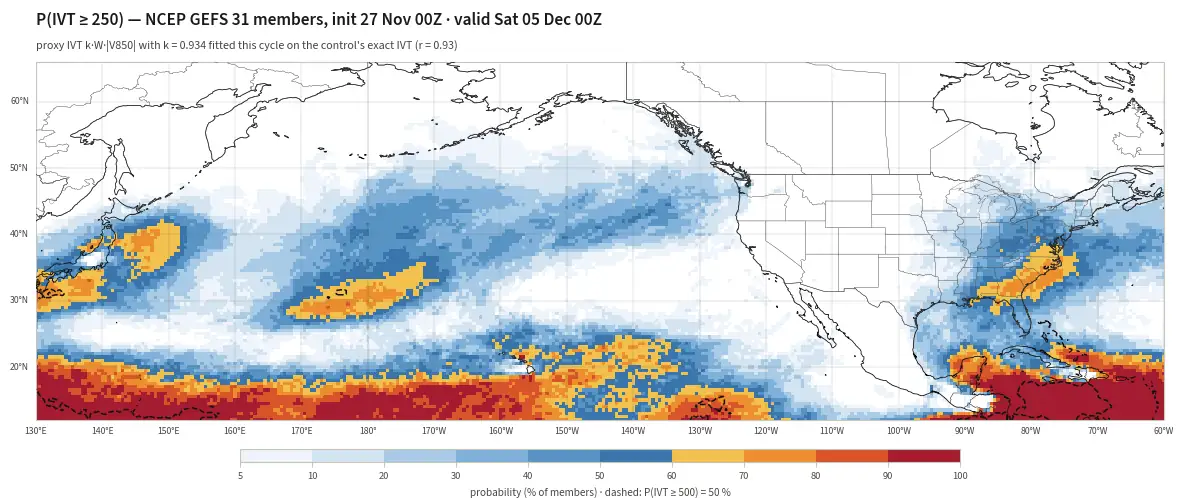 P(IVT ≥ 250) — NCEP GEFS 31 members, init 27 Nov 00Z · valid Sat 05 Dec 00Z
proxy IVT k·W·|V850| with k = 0.934 fitted this cycle on the control's exact IVT (r = 0.93)
60°N
50°N
40°N
30°N
20°N
130°E 140°E 150°E 160°E 170°E 180° 170°W 160°W 150°W 140°W 130°W 120°W 110°W 100°W 90°W 80°W 70°W 60°W
5 10 20 30 40 50 60 70 80 90 100
probability (% of members) · dashed: P(IVT ≥ 500) = 50 %